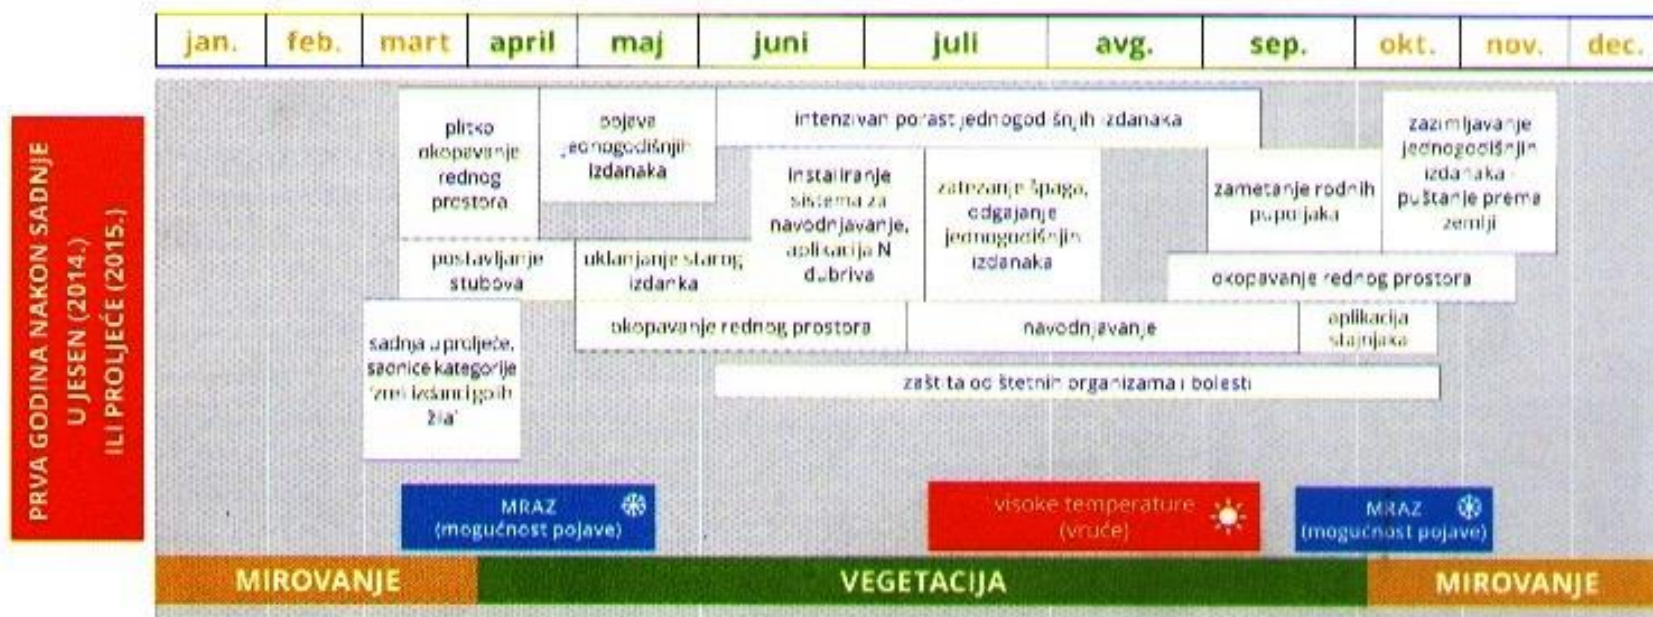 jan. feb. mart april maj juni juli avg. sep. okt. nov. dec.
PRVA GODINA NAKON SADNJE
U JESEN (2014.)
ILI PROLJEĆE (2015.)
plitko
okopavanje
rednog
prostora
pojava
jednogodišnjih
izdanaka
intenzivan porast jednogodišnjih izdanaka
instaliranje
sistema za
navodnjavanje,
aplikacija N
đubriva
zatezanje špaga,
odgajanje
jednogodišnjih
izdanaka
zametanje rodnih
pupoljaka
zazimljavanje
jednogodišnjih
izdanaka -
puštanje prema
zemlji
postavljanje
stubova
uklanjanje starog
izdanka
okopavanje rednog prostora
sadnja u proljeće,
sadnice kategorije
'zreli izdanci golih
žila'
okopavanje rednog prostora
navodnjavanje
aplikacija
stajnjaka
zaštita od štetnih organizama i bolesti
MRAZ
(mogućnost pojave)
visoke temperature
(vruće)
MRAZ
(mogućnost pojave)
MIROVANJE VEGETACIJA MIROVANJE